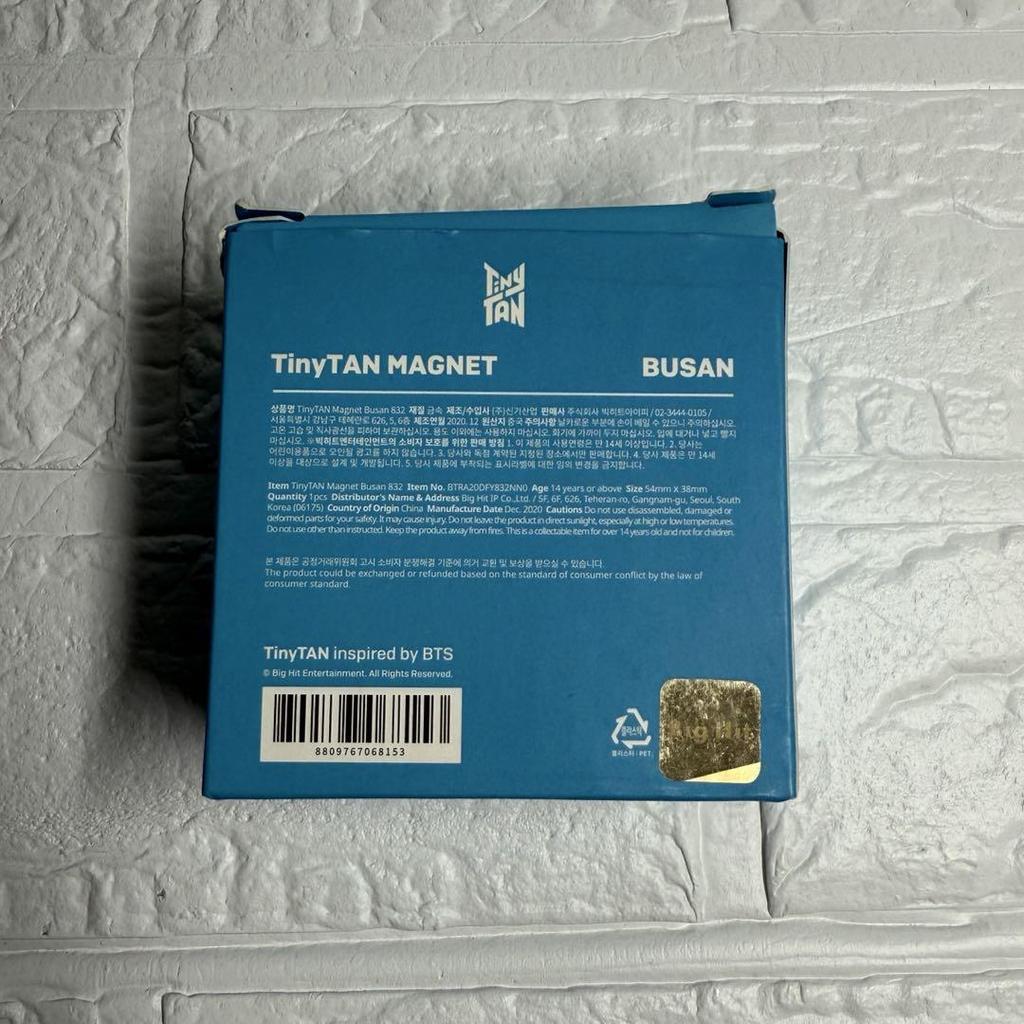 TinY
TAN
TinyTAN MAGNET BUSAN
상품명 TinyTAN Magnet Busan 832 재질 금속 제조/수입사 (주)신기산업 판매사 주식회사 빅히트아이피 / 02-3444-0105 /
서울특별시 강남구 테헤란로 626, 5, 6층 제조연월 2020. 12 원산지 중국 주의사항 날카로운 부분에 손이 베일 수 있으니 주의하십시오.
고온 고습 및 직사광선을 피하여 보관하십시오. 용도 이외에는 사용하지 마십시오. 화기에 가까이 두지 마십시오. 입에 대거나 넣고 빨지
마십시오. ※빅히트엔터테인먼트의 소비자 보호를 위한 판매 방침 1. 이 제품의 사용연령은 만 14세 이상입니다. 2. 당사는
어린이용품으로 오인될 광고를 하지 않습니다. 3. 당사와 독점 계약된 지정된 장소에서만 판매합니다. 4. 당사 제품은 만 14세
이상을 대상으로 설계 및 개발됩니다. 5. 당사 제품에 부착되는 표시라벨에 대한 임의 변경을 금지합니다.
Item TinyTAN Magnet Busan 832 Item No. BTRA20DFY832NN0 Age 14 years or above Size 54mm x 38mm
Quantity 1pcs Distributor's Name & Address Big Hit IP Co.,Ltd. / 5F, 6F, 626, Teheran-ro, Gangnam-gu, Seoul, South
Korea (06175) Country of Origin China Manufacture Date Dec. 2020 Cautions Do not use disassembled, damaged or
deformed parts for your safety. It may cause injury. Do not leave the product in direct sunlight, especially at high or low temperatures.
Do not use other than instructed. Keep the product away from fires. This is a collectable item for over 14 years old and not for children.
본 제품은 공정거래위원회 고시 소비자 분쟁해결 기준에 의거 교환 및 보상을 받으실 수 있습니다.
The product could be exchanged or refunded based on the standard of consumer conflict by the law of
consumer standard.
TinyTAN inspired by BTS
© Big Hit Entertainment. All Rights Reserved.
8809767068153
플라스틱
플러스터 : PET
Big Hit